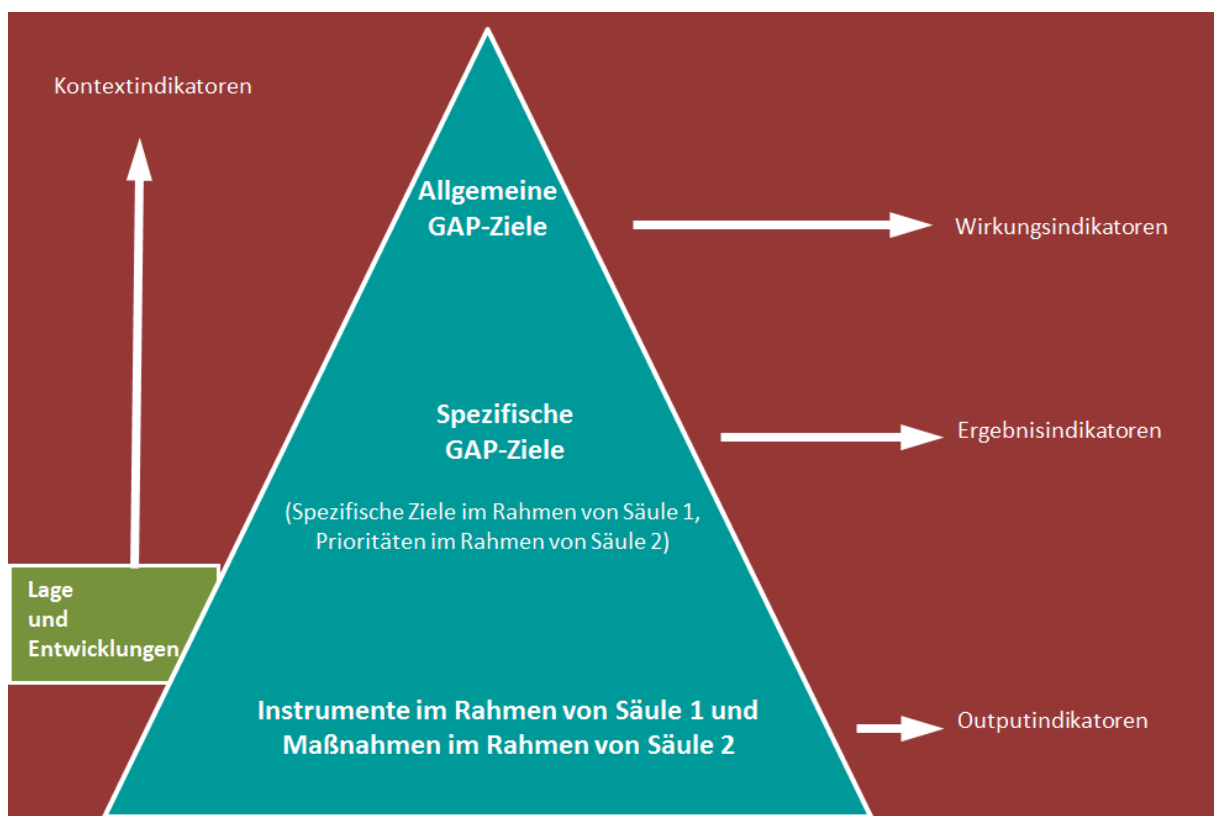 Kontextindikatoren
Allgemeine
GAP-Ziele
Wirkungsindikatoren
Spezifische
GAP-Ziele
Ergebnisindikatoren
(Spezifische Ziele im Rahmen von Säule 1,
Prioritäten im Rahmen von Säule 2)
Lage
und
Entwicklungen
Instrumente im Rahmen von Säule 1 und
Maßnahmen im Rahmen von Säule 2
Outputindikatoren